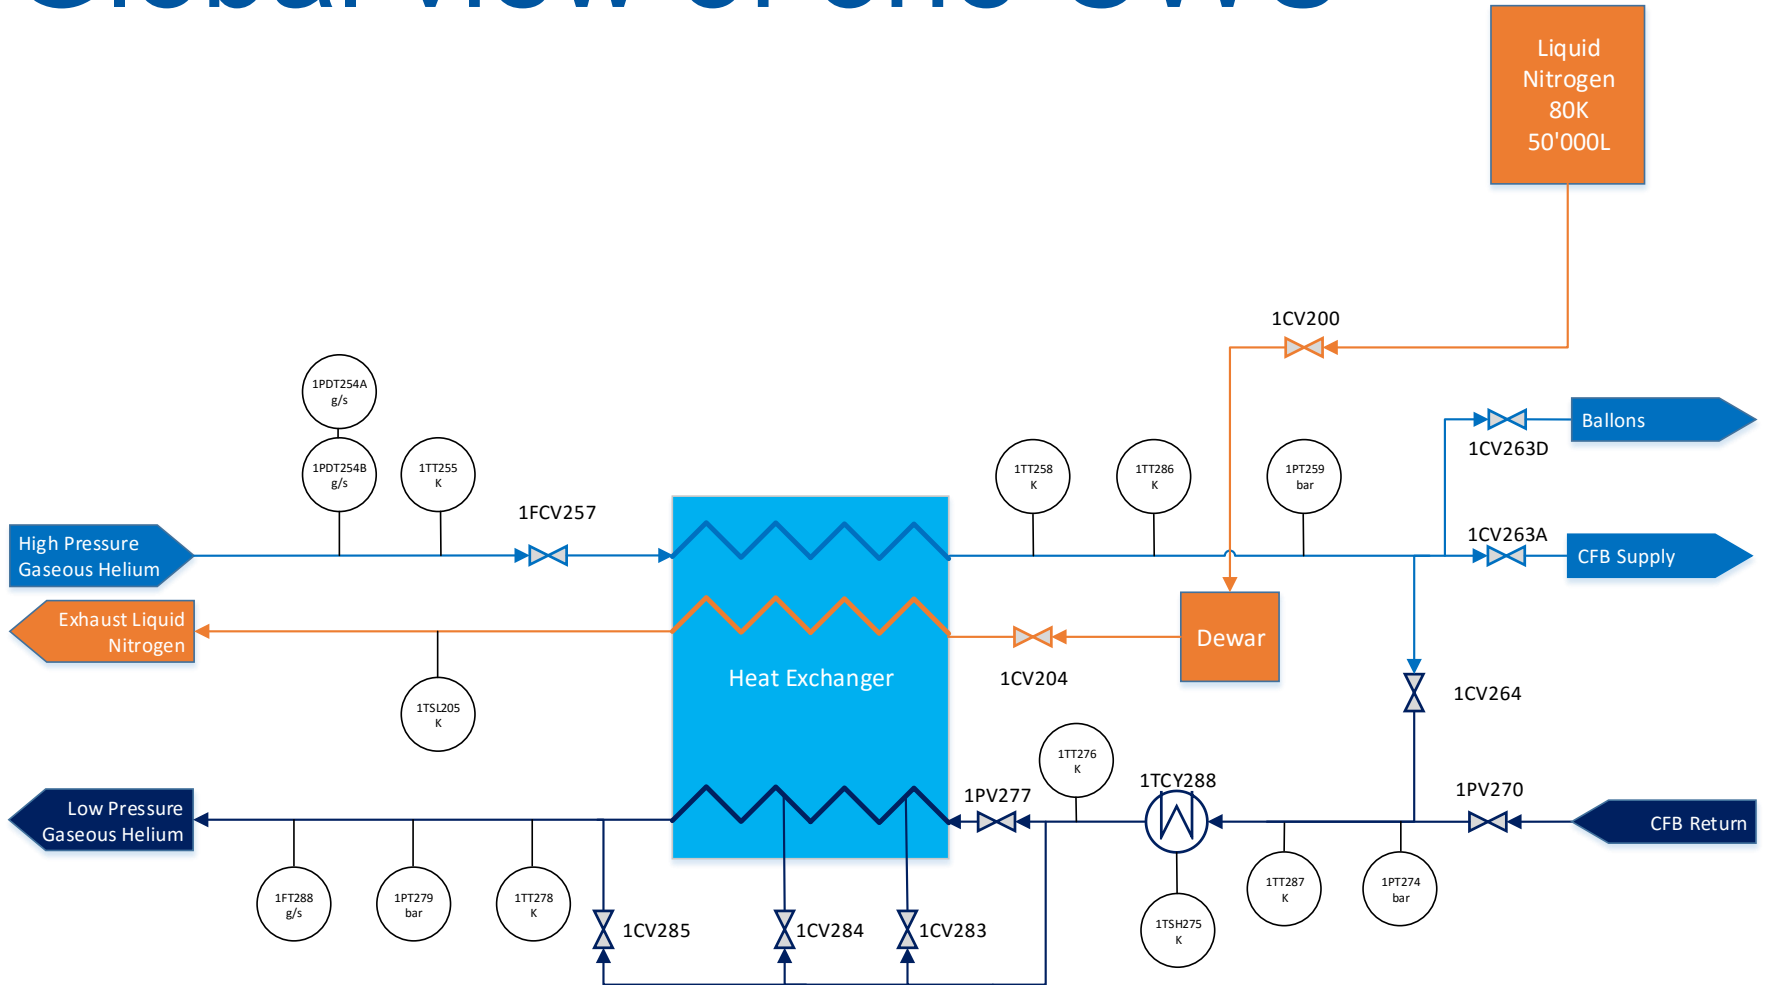 Liquid
Nitrogen
80K
50'000L
1CV200
1PDT254A
g/s
Ballons
1CV263D
1PDT254B
g/s
1TT255
K
1TT258
K
1TT286
K
1PT259
bar
1FCV257
1CV263A
High Pressure
Gaseous Helium
CFB Supply
Exhaust Liquid
Nitrogen
Dewar
Heat Exchanger
1CV204
1CV264
1TSL205
K
1TT276
K
1TCY288
1PV277
1PV270
Low Pressure
Gaseous Helium
CFB Return
1FT288
g/s
1PT279
bar
1TT278
K
1TT287
K
1PT274
bar
1CV285
1CV284
1CV283
1TSH275
K